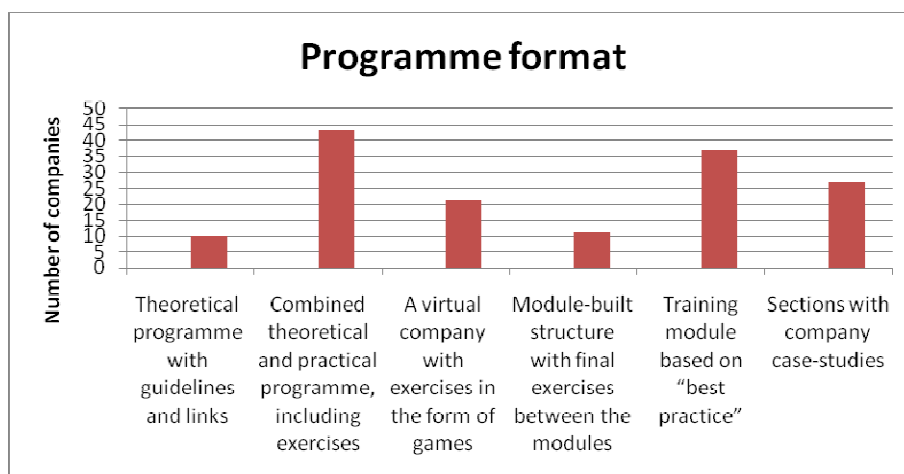 Programme format
Number of companies
50
45
40
35
30
25
20
15
10
5
0
Theoretical
programme
with
guidelines
and links
Combined
theoretical
and practical
programme,
including
exercises
A virtual
company
with
exercises in
the form of
games
Module-built
structure
with final
exercises
between the
modules
Training
module
based on
“best
practice”
Sections with
company
case-studies